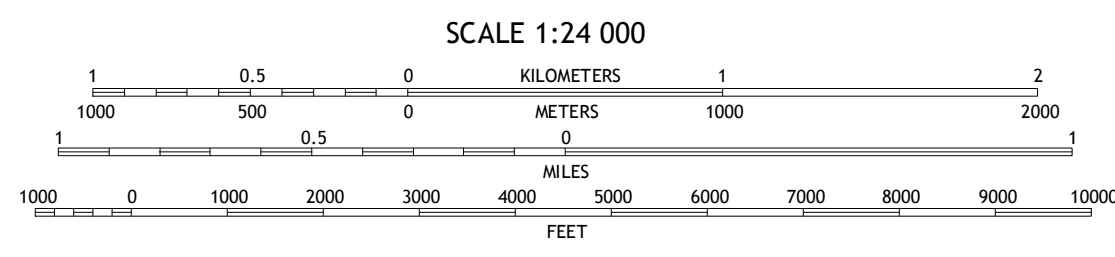 SCALE 1:24 000
1 0.5 0 KILOMETERS 1 2
1000 500 0 METERS 1000 2000
1 0.5 0 1
MILES
1000 0 1000 2000 3000 4000 5000 6000 7000 8000 9000 10000
FEET